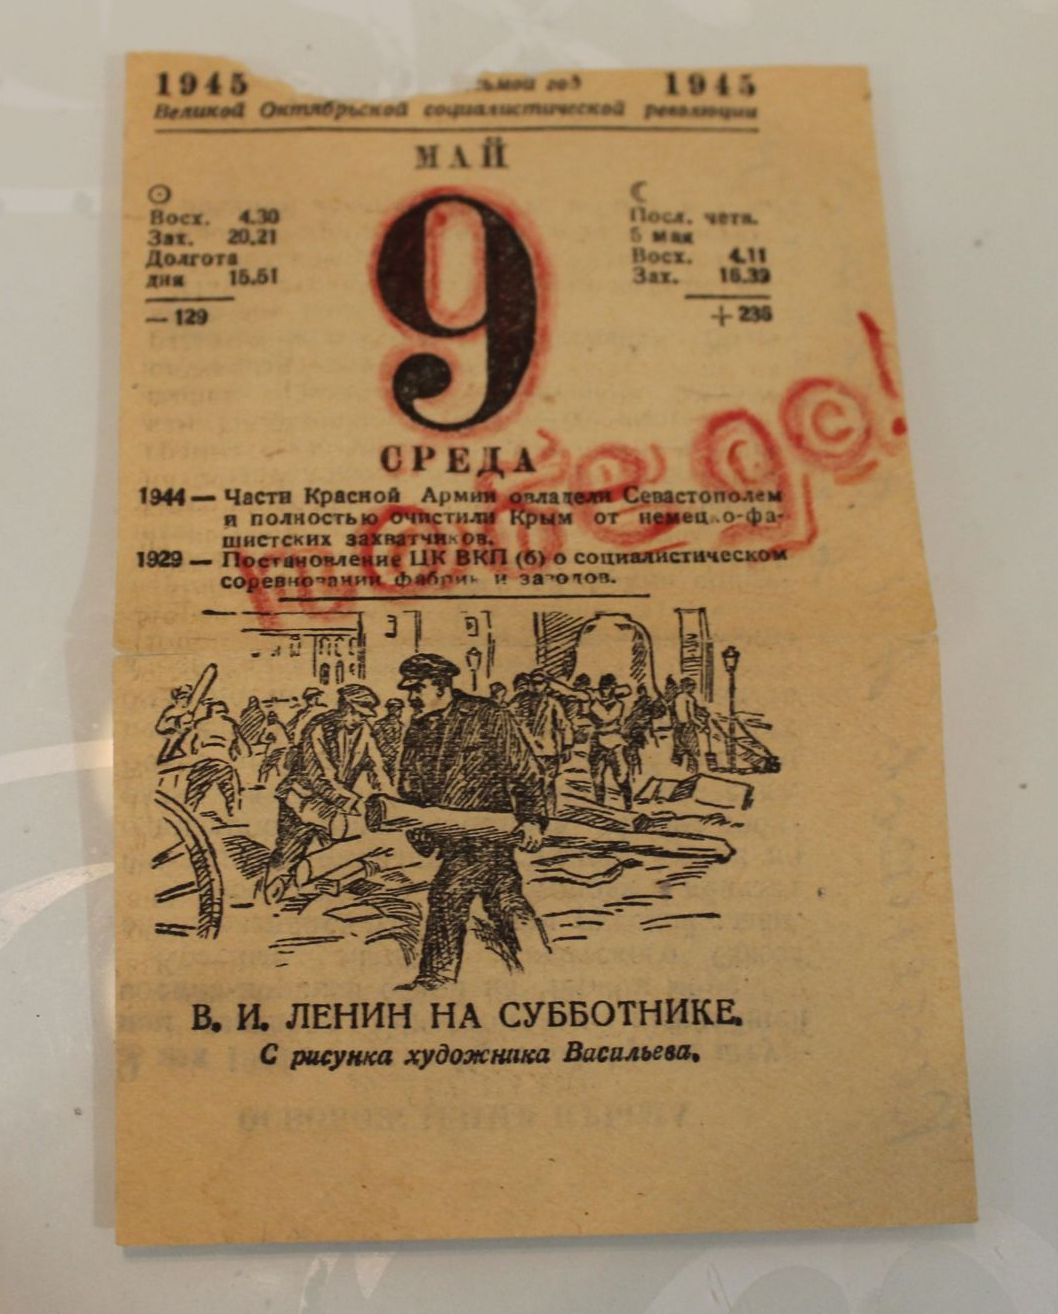 1945 1945
Великой Октябрьской социалистической революции
МАЙ
Восх. 4.30
Зах. 20.21
Долгота
дня 15.51
— 129
9
Посл. четв.
5 мая
Восх. 4.11
Зах. 16.39
+ 236
СРЕДА
1944 — Части Красной Армии овладели Севастополем
и полностью очистили Крым от немецко-фа-
шистских захватчиков.
1929 — Постановление ЦК ВКП (б) о социалистическом
соревновании фабрик и заводов.
В. И. ЛЕНИН НА СУББОТНИКЕ.
С рисунка художника Васильева.